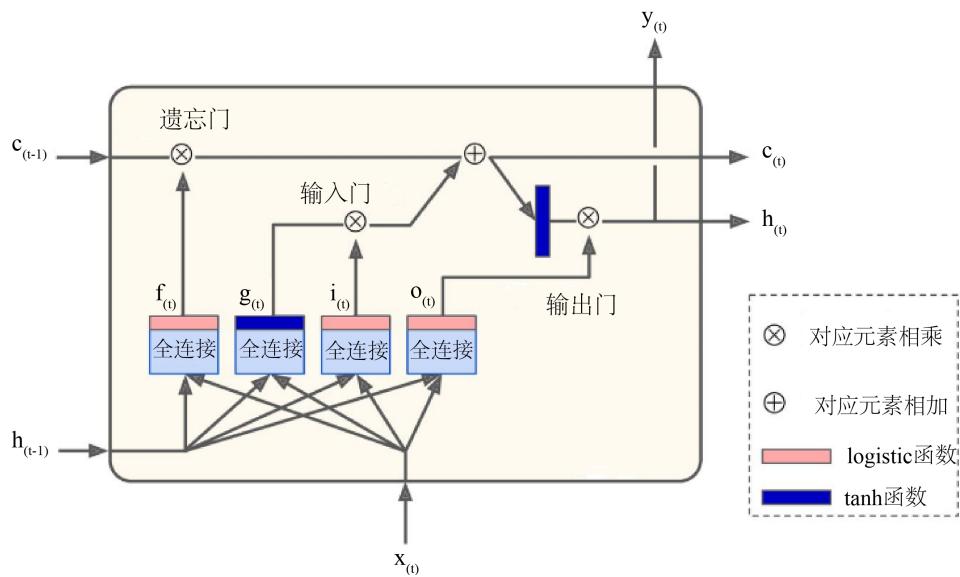 y(t)
遗忘门
c(t-1)
c(t)
输入门
h(t)
f(t)
g(t)
i(t)
o(t)
输出门
全连接
全连接
全连接
全连接
h(t-1)
x(t)
对应元素相乘
对应元素相加
logistic函数
tanh函数